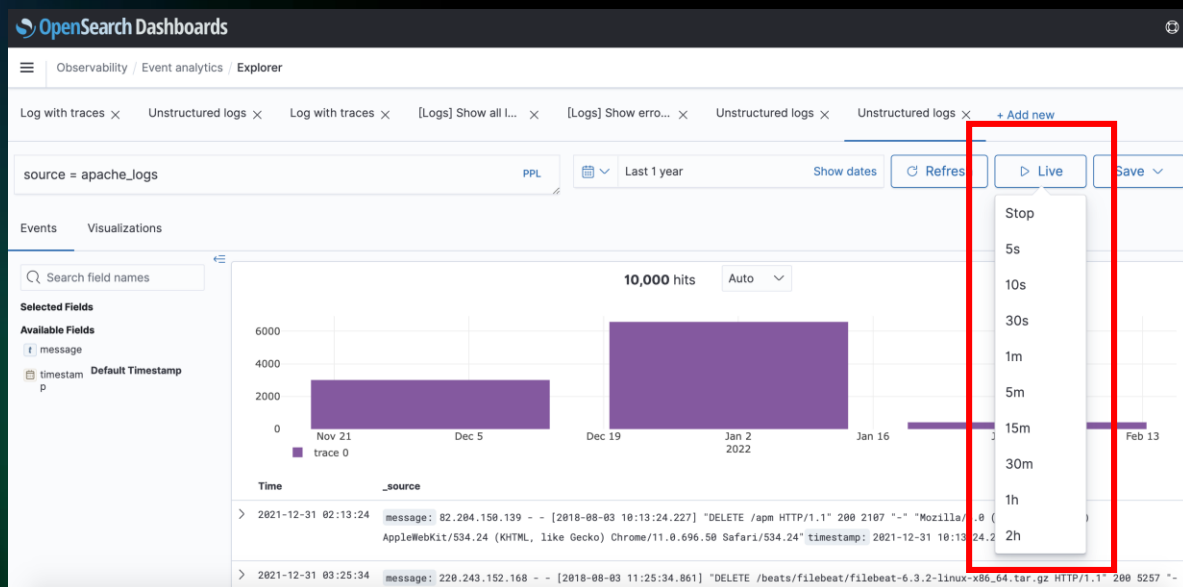 OpenSearch Dashboards
Observability / Event analytics / Explorer
Log with traces × Unstructured logs × Log with traces × [Logs] Show all l... × [Logs] Show erro... × Unstructured logs × Unstructured logs × + Add new
source = apache_logs PPL Last 1 year Show dates Refres Live Save
Stop
5s
10s
30s
1m
5m
15m
30m
1h
2h
Events Visualizations
Search field names
Selected Fields
Available Fields
t message
timestam
p
Default Timestamp
10,000 hits Auto
6000
4000
2000
0
Nov 21 Dec 5 Dec 19 Jan 2 Jan 16 Feb 13
2022
trace 0
Time _source
2021-12-31 02:13:24 message: 82.204.150.139 - - [2018-08-03 10:13:24.227] "DELETE /apm HTTP/1.1" 200 2107 "-" "Mozilla/
AppleWebKit/534.24 (KHTML, like Gecko) Chrome/11.0.696.50 Safari/534.24" timestamp: 2021-12-31 10:13:24.2
2021-12-31 03:25:34 message: 220.243.152.168 - - [2018-08-03 11:25:34.861] "DELETE /beats/filebeat/filebeat-6.3.2-linux-x86_64.tar.gz HTTP/1.1" 200 5257 "-